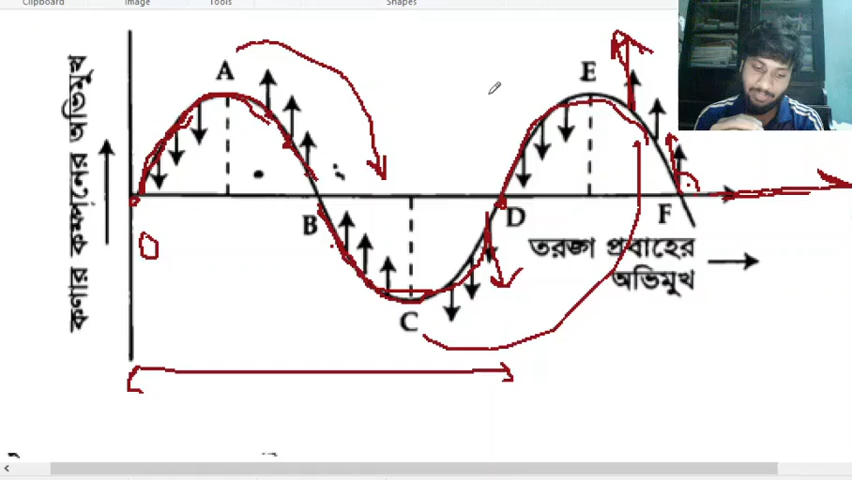 Clipboard
Image
Tools
Shapes
কণার কম্পনের অভিমুখ
A
E
B
D
F
C
O
তরঙ্গ প্রবাহের
অভিমুখ